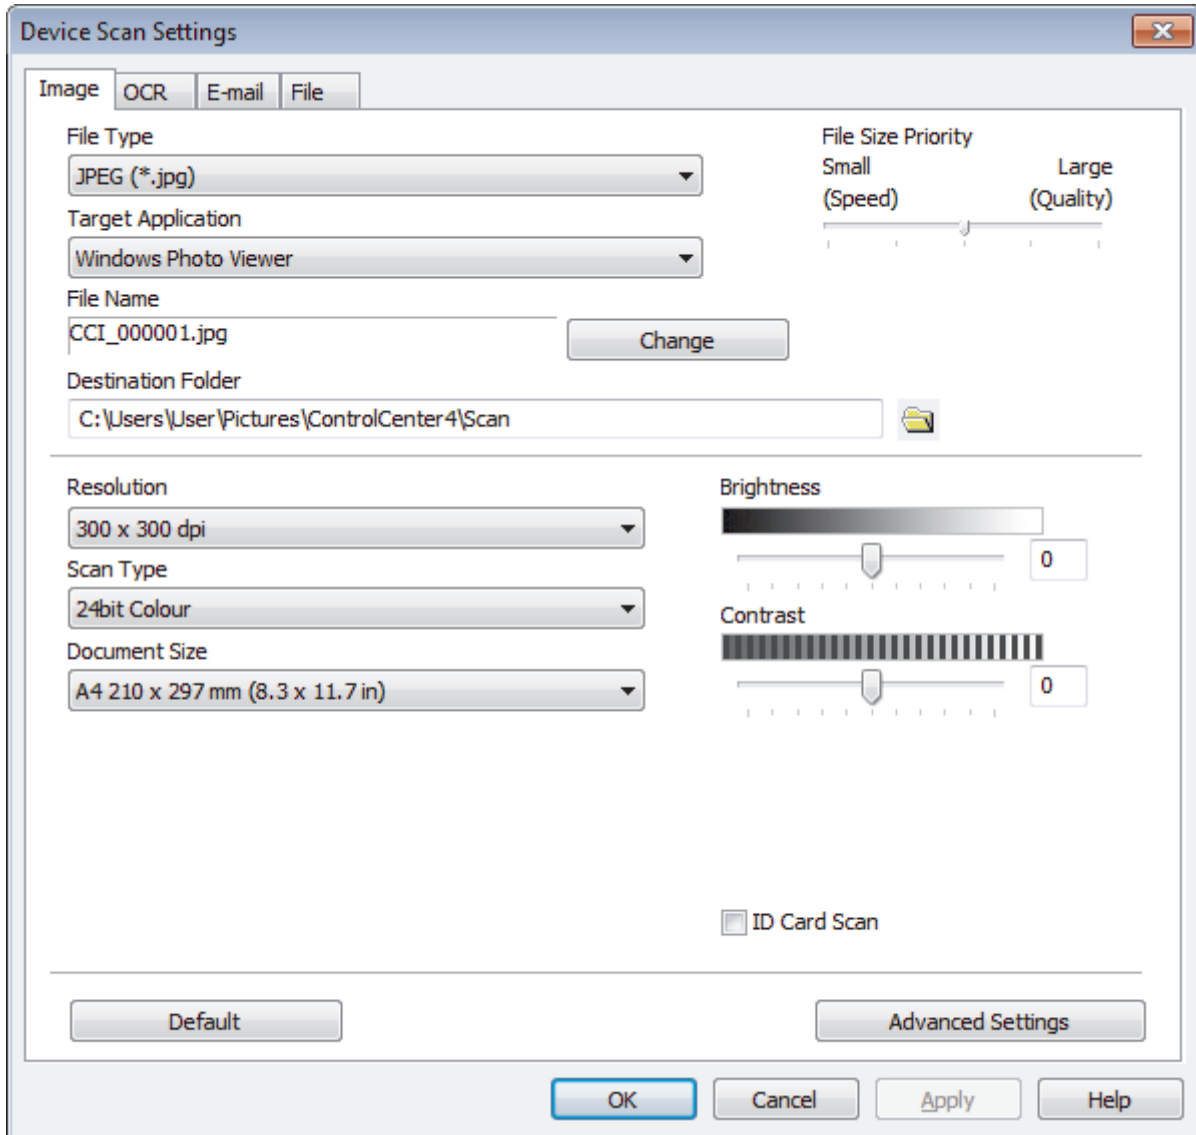 Device Scan Settings
Image OCR E-mail File
File Type
JPEG (*.jpg)
Target Application
Windows Photo Viewer
File Name
CCI_000001.jpg
Change
Destination Folder
C:\Users\User\Pictures\ControlCenter4\Scan
File Size Priority
Small Large
(Speed) (Quality)
Resolution
300 x 300 dpi
Scan Type
24bit Colour
Document Size
A4 210 x 297 mm (8.3 x 11.7 in)
Brightness
0
Contrast
0
ID Card Scan
Default Advanced Settings
OK Cancel Apply Help